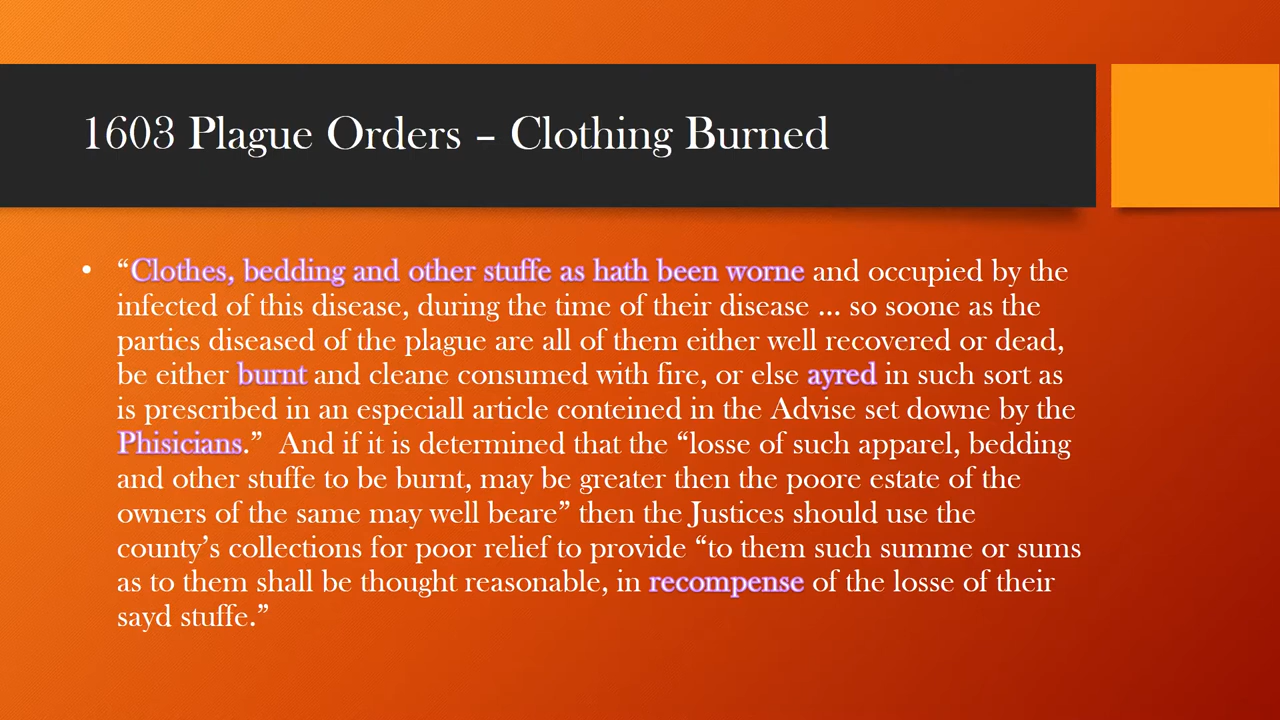 1603 Plague Orders – Clothing Burned
• “Clothes, bedding and other stuffe as hath been worne and occupied by the
infected of this disease, during the time of their disease ... so soone as the
parties diseased of the plague are all of them either well recovered or dead,
be either burnt and cleane consumed with fire, or else ayred in such sort as
is prescribed in an especiall article conteined in the Advise set downe by the
Phisicians.”  And if it is determined that the “losse of such apparel, bedding
and other stuffe to be burnt, may be greater then the poore estate of the
owners of the same may well beare” then the Justices should use the
county’s collections for poor relief to provide “to them such summe or sums
as to them shall be thought reasonable, in recompense of the losse of their
sayd stuffe.”